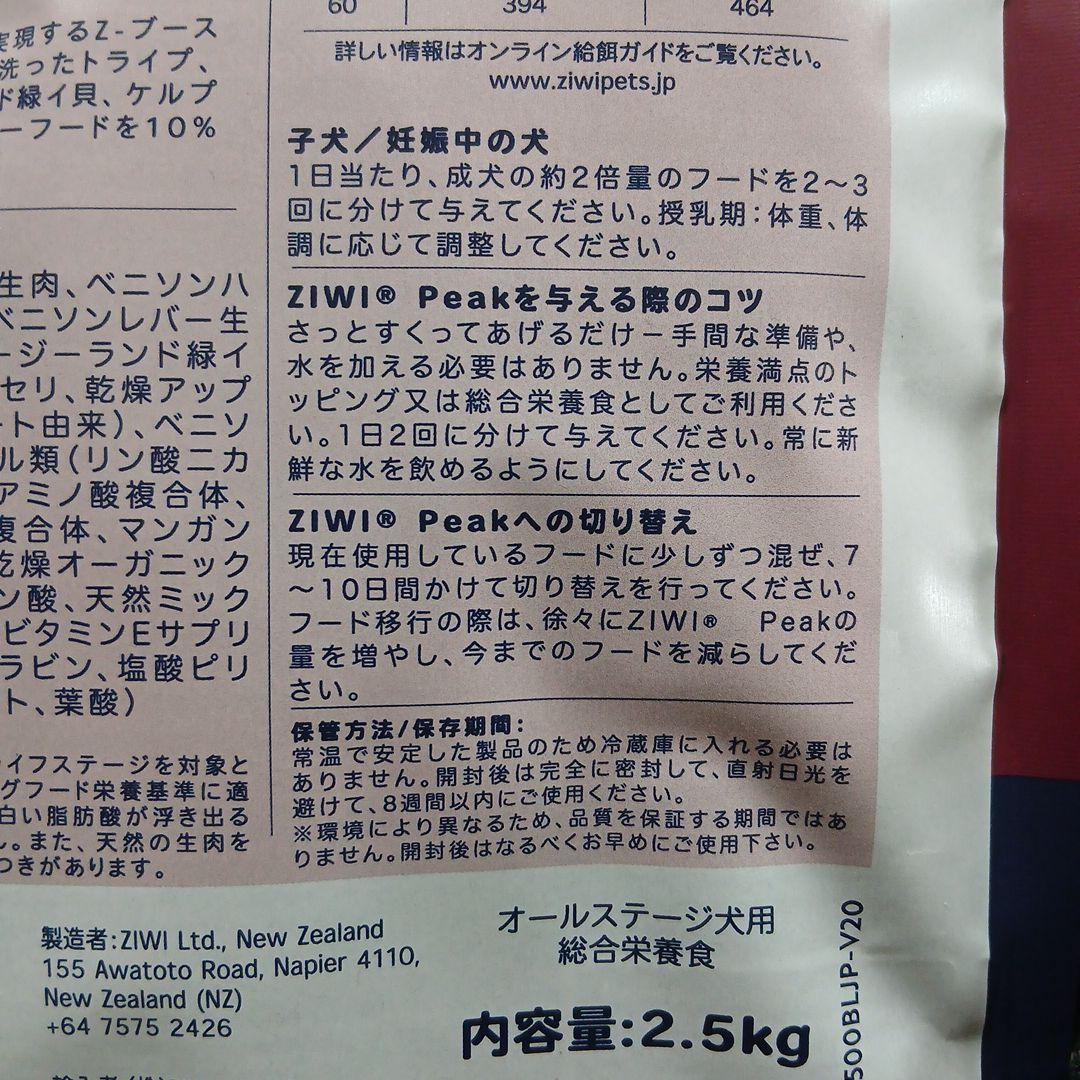 実現するZ-ブース
洗ったトライプ、
ド緑イ貝、ケルプ
ーフードを10%
生肉、ベニソンハ
ベニソンレバー生
ージーランド緑イ
セリ、乾燥アップ
ート由来)、ベニソ
ル類(リン酸二カ
アミノ酸複合体、
複合体、マンガン
乾燥オーガニック
ン酸、天然ミック
ビタミンEサプリ
ラビン、塩酸ピリ
ト、葉酸)
イフステージを対象と
グフード栄養基準に適
白い脂肪酸が浮き出る
ん。また、天然の生肉を
つきがあります。
60 394 464
詳しい情報はオンライン給餌ガイドをご覧ください。
www.ziwipets.jp
子犬/妊娠中の犬
1日当たり、成犬の約2倍量のフードを2~3
回に分けて与えてください。授乳期:体重、体
調に応じて調整してください。
ZIWI® Peakを与える際のコツ
さっとすくってあげるだけ-手間な準備や、
水を加える必要はありません。栄養満点のト
ッピング又は総合栄養食としてご利用くださ
い。1日2回に分けて与えてください。常に新
鮮な水を飲めるようにしてください。
ZIWI® Peakへの切り替え
現在使用しているフードに少しずつ混ぜ、7
~10日間かけて切り替えを行ってください。
フード移行の際は、徐々にZIWI® Peakの
量を増やし、今までのフードを減らしてくだ
さい。
保管方法/保存期間:
常温で安定した製品のため冷蔵庫に入れる必要は
ありません。開封後は完全に密封して、直射日光を
避けて、8週間以内にご使用ください。
※環境により異なるため、品質を保証する期間ではあ
りません。開封後はなるべくお早めにご使用下さい。
製造者:ZIWI Ltd., New Zealand
155 Awatoto Road, Napier 4110,
New Zealand (NZ)
+64 7575 2426
オールステージ犬用
総合栄養食
内容量:2.5kg
500BLJP-V20